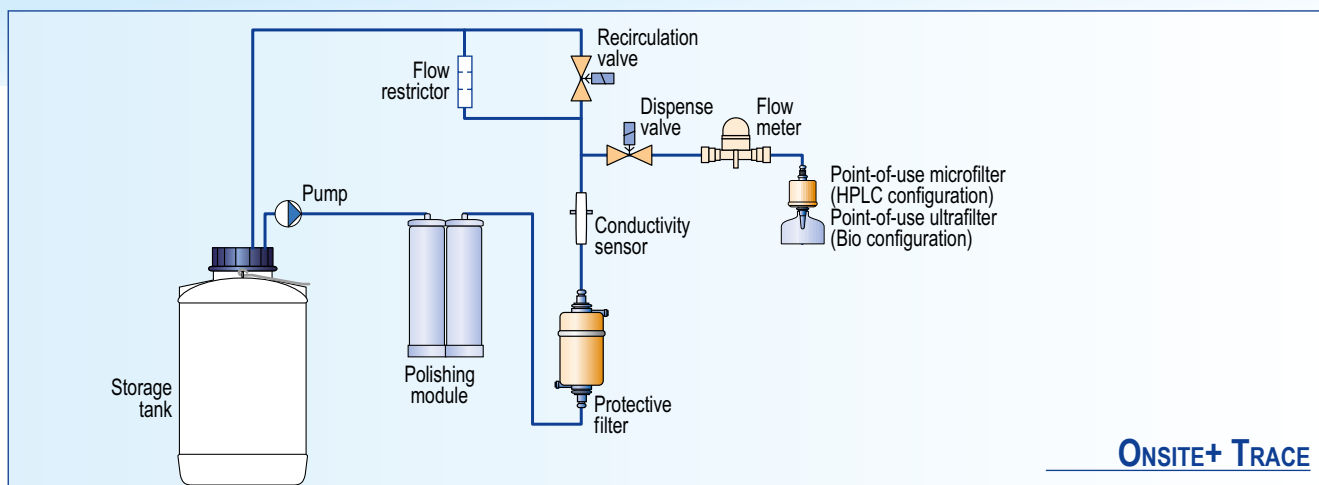 Recirculation
valve
Flow
restrictor
Dispense
valve
Flow
meter
Point-of-use microfilter
(HPLC configuration)
Point-of-use ultrafilter
(Bio configuration)
Pump
Conductivity
sensor
Storage
tank
Polishing
module
Protective
filter
ONSITE+ TRACE